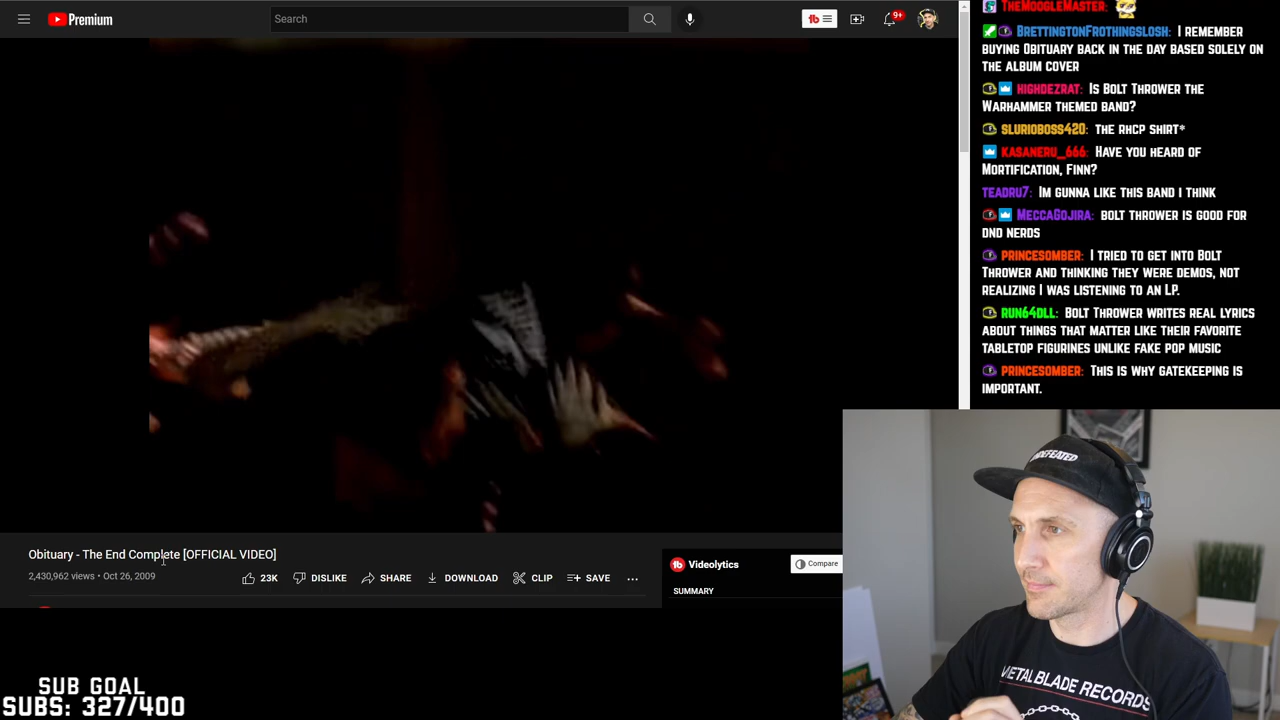 Premium
Search
9+
Obituary - The End Complete [OFFICIAL VIDEO]
2,430,962 views • Oct 26, 2009
23K
DISLIKE
SHARE
DOWNLOAD
CLIP
SAVE
...
tb Videolytics
Compare
SUMMARY
TheMoogleMaster:
BrettingtonFrothingslosh: I remember
buying Obituary back in the day based solely on
the album cover
highdezrat: Is Bolt Thrower the
Warhammer themed band?
slurioboss420: the rhcp shirt*
kasaneru_666: Have you heard of
Mortification, Finn?
teadru7: Im gunna like this band i think
MeccaGojira: bolt thrower is good for
dnd nerds
princesomber: I tried to get into Bolt
Thrower and thinking they were demos, not
realizing I was listening to an LP.
run64dll: Bolt Thrower writes real lyrics
about things that matter like their favorite
tabletop figurines unlike fake pop music
princesomber: This is why gatekeeping is
important.
UNDEFEATED
METAL BLADE RECORDS
SUB GOAL
SUBS: 327/400